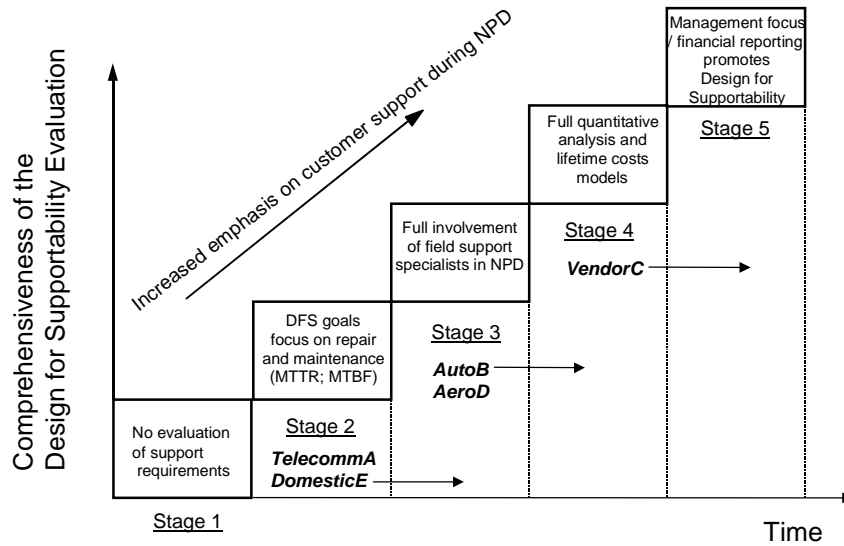 Management focus
/ financial reporting
promotes
Design for
Supportability
Stage 5
Full quantitative
analysis and
lifetime costs
models
Stage 4
VendorC
Full involvement
of field support
specialists in NPD
Stage 3
AutoB
AeroD
DFS goals
focus on repair
and maintenance
(MTTR; MTBF)
Stage 2
TelecommA
DomesticE
No evaluation
of support
requirements
Stage 1
Increased emphasis on customer support during NPD
Comprehensiveness of the
Design for Supportability Evaluation
Time